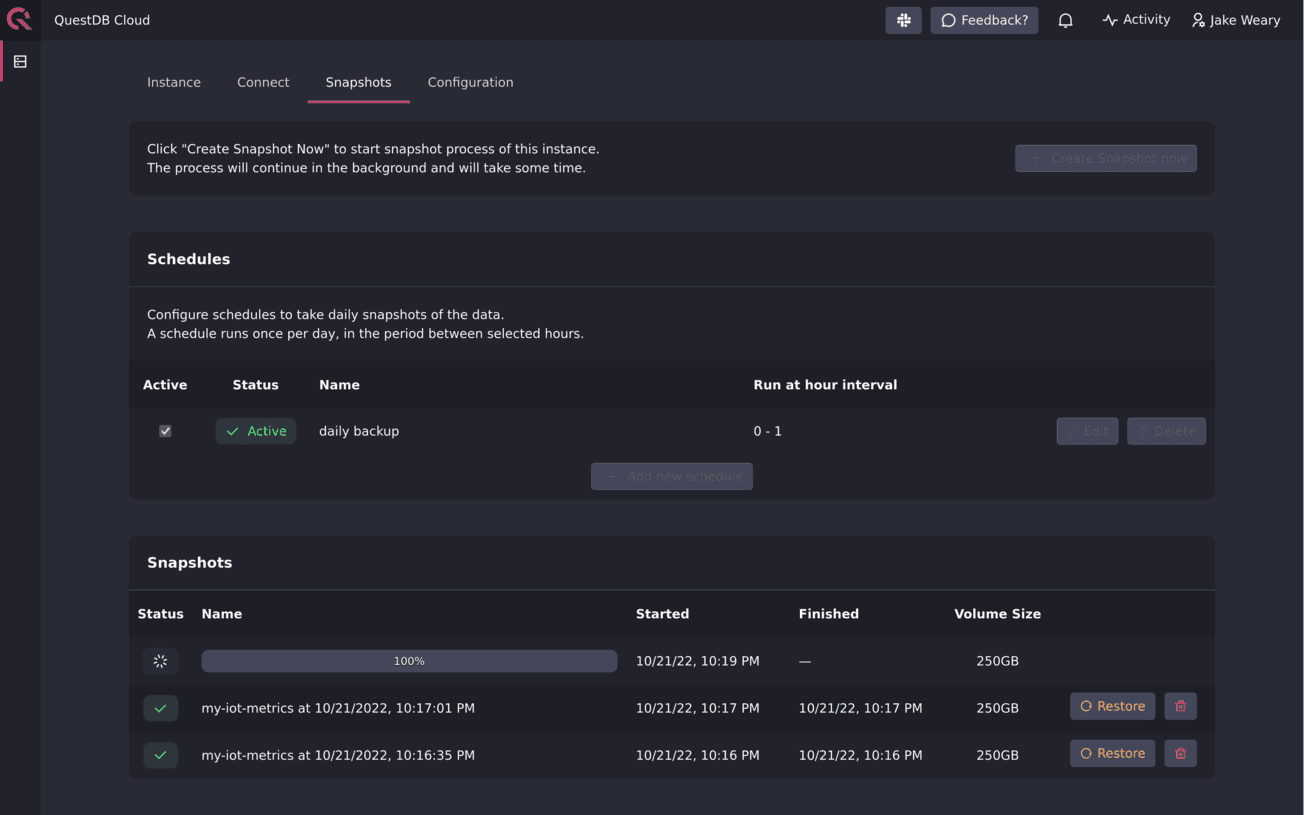 QuestDB Cloud
Feedback?
Activity
Jake Weary
Instance Connect Snapshots Configuration
Click "Create Snapshot Now" to start snapshot process of this instance.
The process will continue in the background and will take some time.
+ Create Snapshot now
Schedules
Configure schedules to take daily snapshots of the data.
A schedule runs once per day, in the period between selected hours.
Active Status Name Run at hour interval
Active daily backup 0 - 1 Edit Delete
+ Add new schedule
Snapshots
Status Name Started Finished Volume Size
100% 10/21/22, 10:19 PM — 250GB
my-iot-metrics at 10/21/2022, 10:17:01 PM 10/21/22, 10:17 PM 10/21/22, 10:17 PM 250GB Restore
my-iot-metrics at 10/21/2022, 10:16:35 PM 10/21/22, 10:16 PM 10/21/22, 10:16 PM 250GB Restore